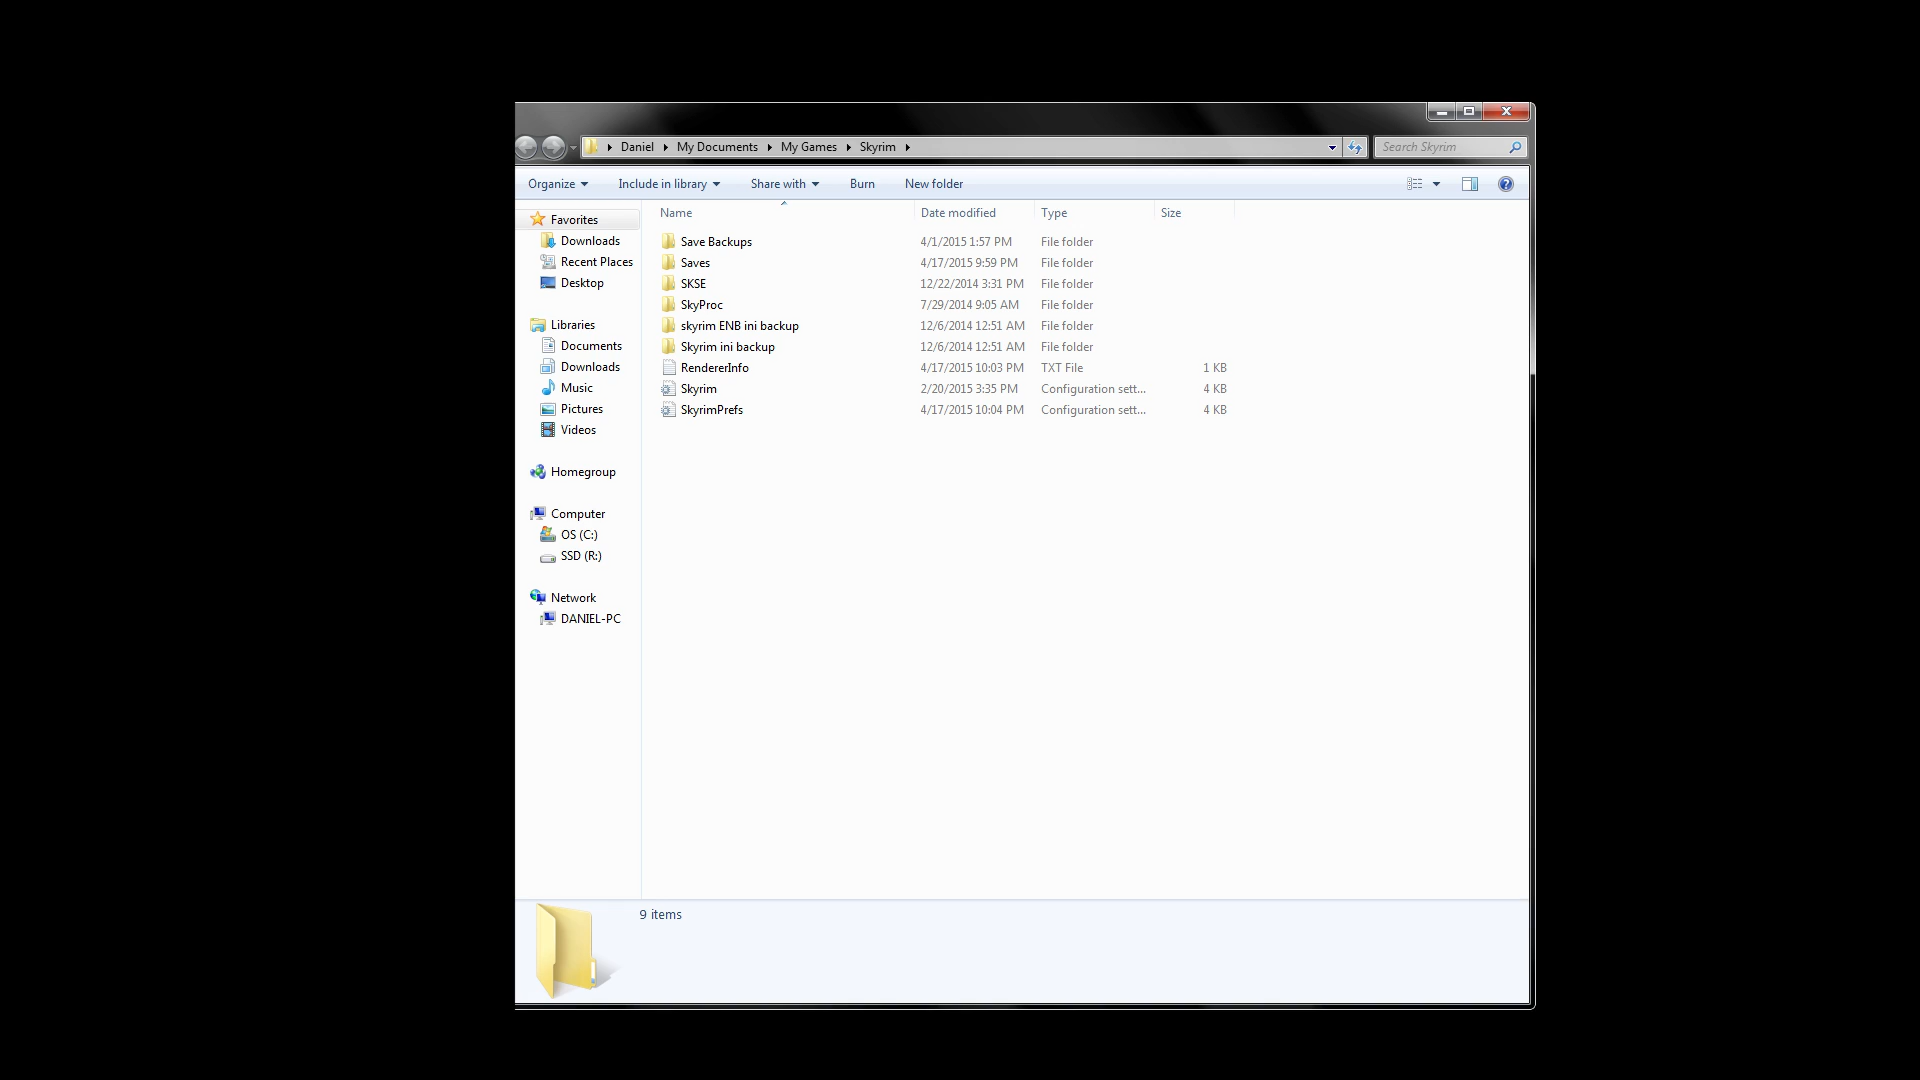 Daniel My Documents My Games Skyrim
Search Skyrim
Organize Include in library Share with Burn New folder
Favorites
Downloads
Recent Places
Desktop
Libraries
Documents
Downloads
Music
Pictures
Videos
Homegroup
Computer
OS (C:)
SSD (R:)
Network
DANIEL-PC
Name Date modified Type Size
Save Backups 4/1/2015 1:57 PM File folder
Saves 4/17/2015 9:59 PM File folder
SKSE 12/22/2014 3:31 PM File folder
SkyProc 7/29/2014 9:05 AM File folder
skyrim ENB ini backup 12/6/2014 12:51 AM File folder
Skyrim ini backup 12/6/2014 12:51 AM File folder
RendererInfo 4/17/2015 10:03 PM TXT File 1 KB
Skyrim 2/20/2015 3:35 PM Configuration sett... 4 KB
SkyrimPrefs 4/17/2015 10:04 PM Configuration sett... 4 KB
9 items